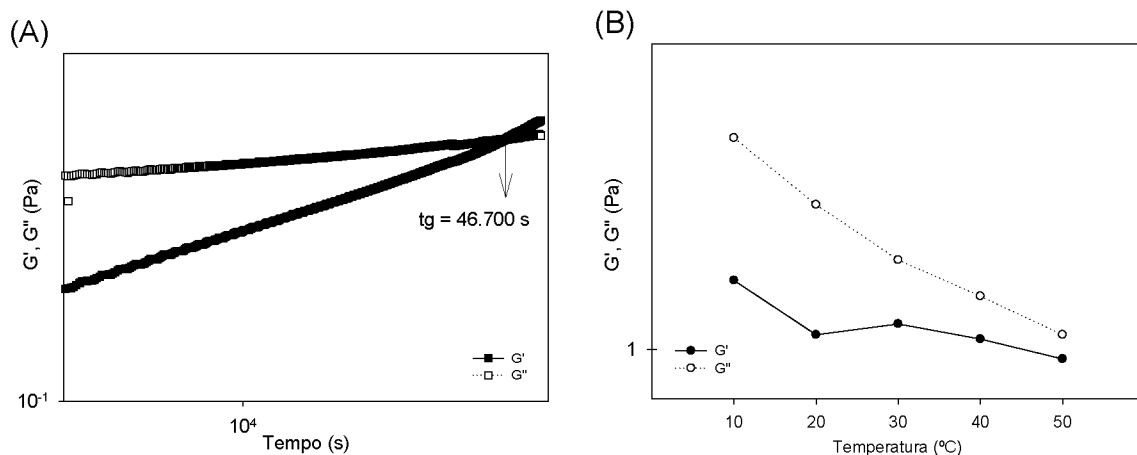 (A)
G', G'' (Pa)
tg = 46.700 s
G'
G''
10⁻¹
10⁴
Tempo (s)
(B)
G', G'' (Pa)
1
G'
G''
10 20 30 40 50
Temperatura (ºC)